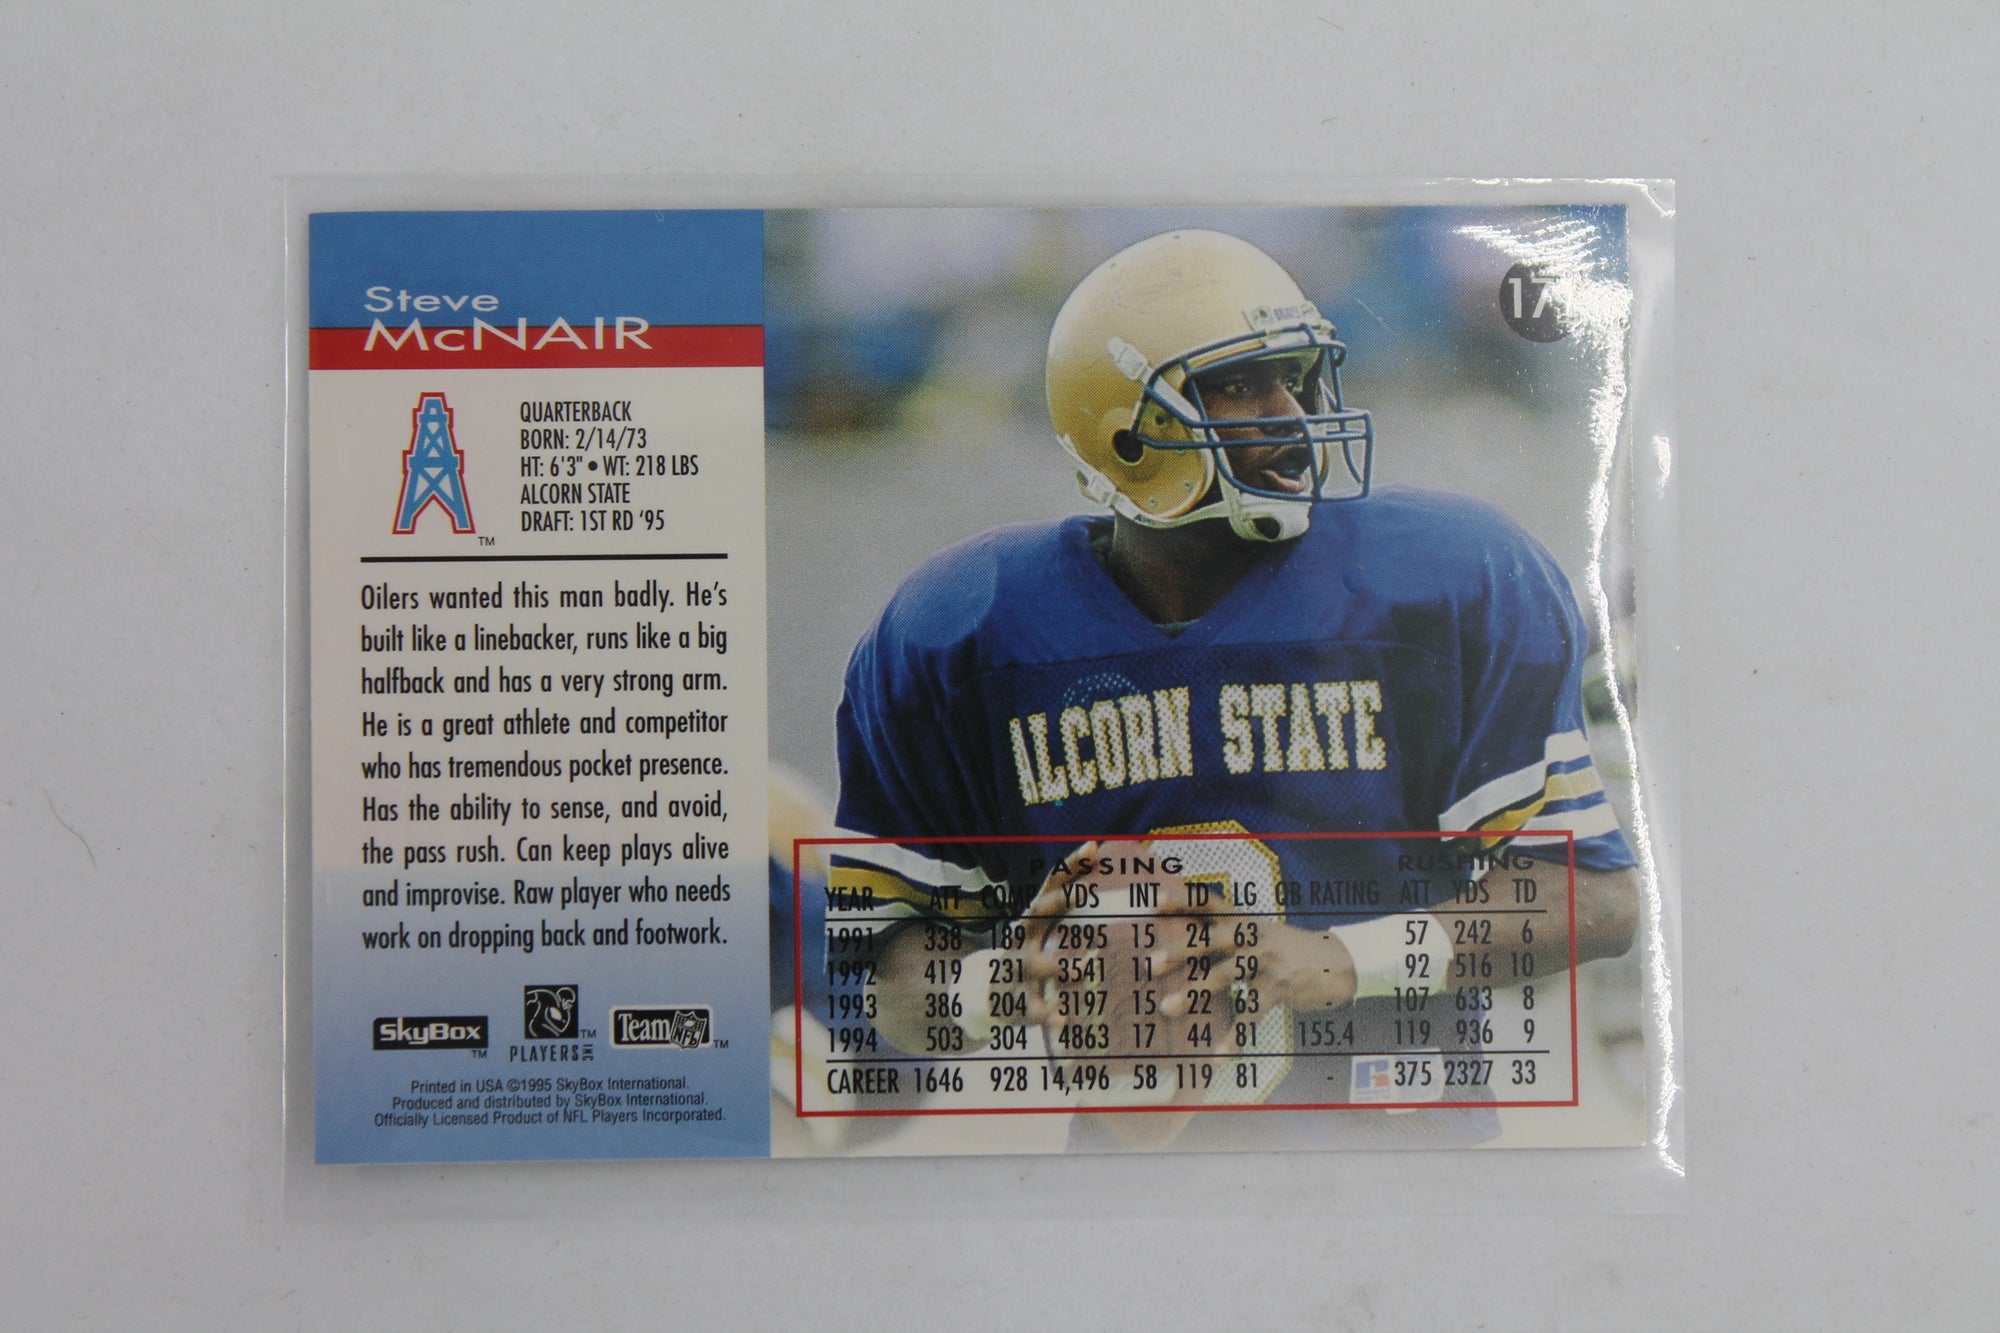 Steve
McNAIR
QUARTERBACK
BORN: 2/14/73
HT: 6'3" • WT: 218 LBS
ALCORN STATE
DRAFT: 1ST RD '95
TM
Oilers wanted this man badly. He's
built like a linebacker, runs like a big
halfback and has a very strong arm.
He is a great athlete and competitor
who has tremendous pocket presence.
Has the ability to sense, and avoid,
the pass rush. Can keep plays alive
and improvise. Raw player who needs
work on dropping back and footwork.
SkyBox TM
PLAYERS INC TM
Team NFL TM
Printed in USA ©1995 SkyBox International.
Produced and distributed by SkyBox International.
Officially Licensed Product of NFL Players Incorporated.
ALCORN STATE
PASSING RUSHING
YEAR ATT COMP YDS INT TD LG QB RATING ATT YDS TD
1991 338 189 2895 15 24 63 - 57 242 6
1992 419 231 3541 11 29 59 - 92 516 10
1993 386 204 3197 15 22 63 - 107 633 8
1994 503 304 4863 17 44 81 155.4 119 936 9
CAREER 1646 928 14,496 58 119 81 - 375 2327 33